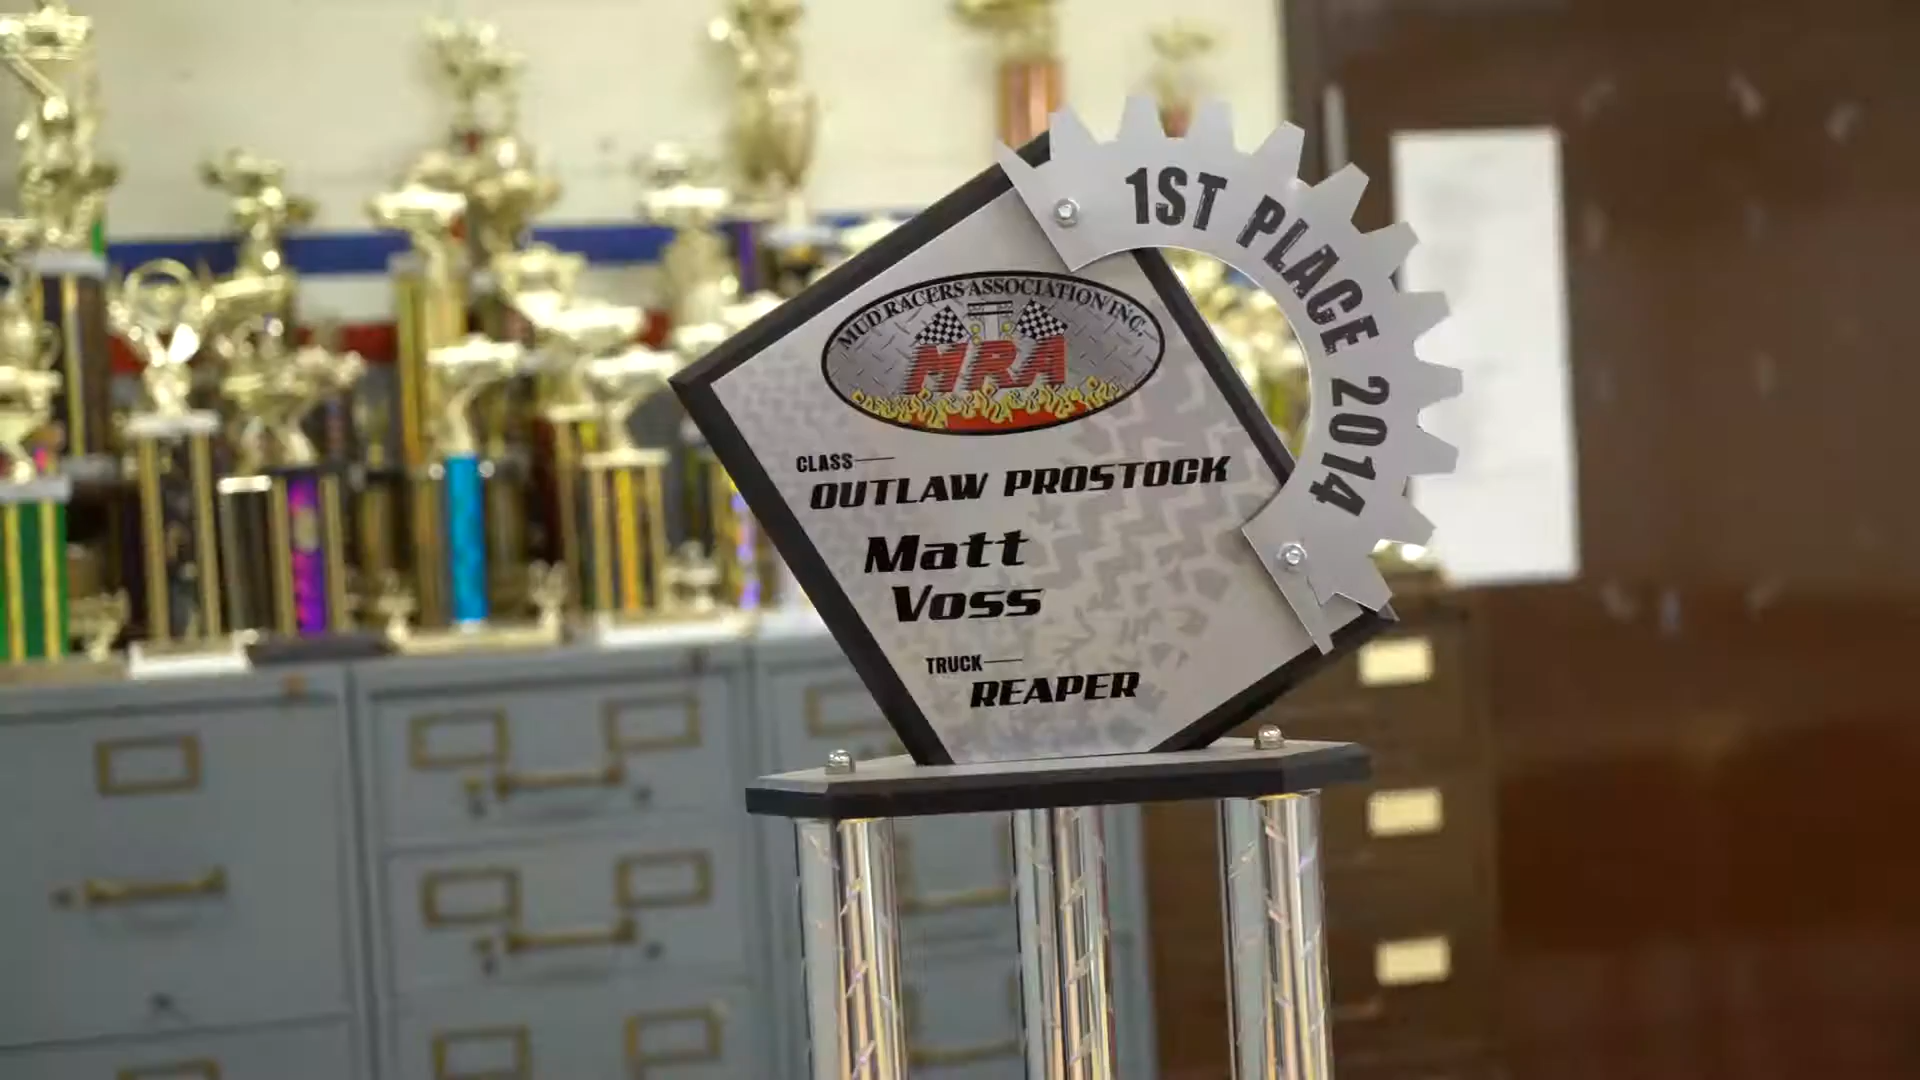 1ST PLACE 2014
MUD RACERS ASSOCIATION INC.
MRA
CLASS
OUTLAW PROSTOCK
Matt
Voss
TRUCK
REAPER